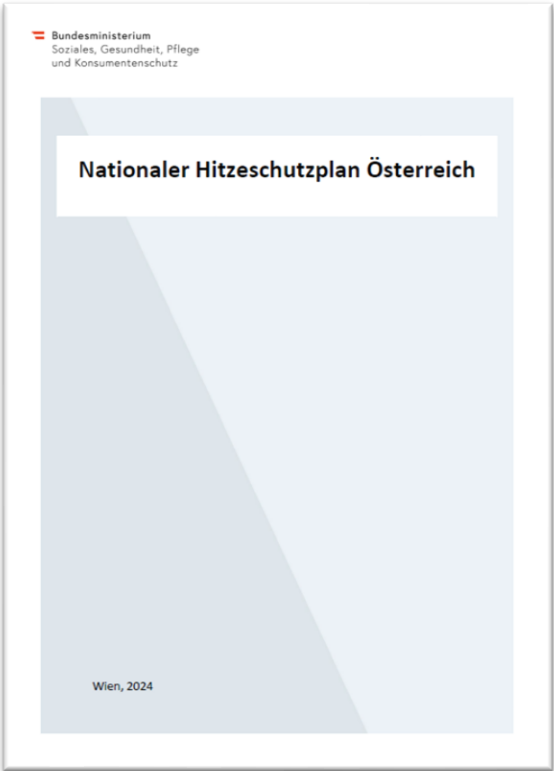 Bundesministerium
Soziales, Gesundheit, Pflege
und Konsumentenschutz
Nationaler Hitzeschutzplan Österreich
Wien, 2024